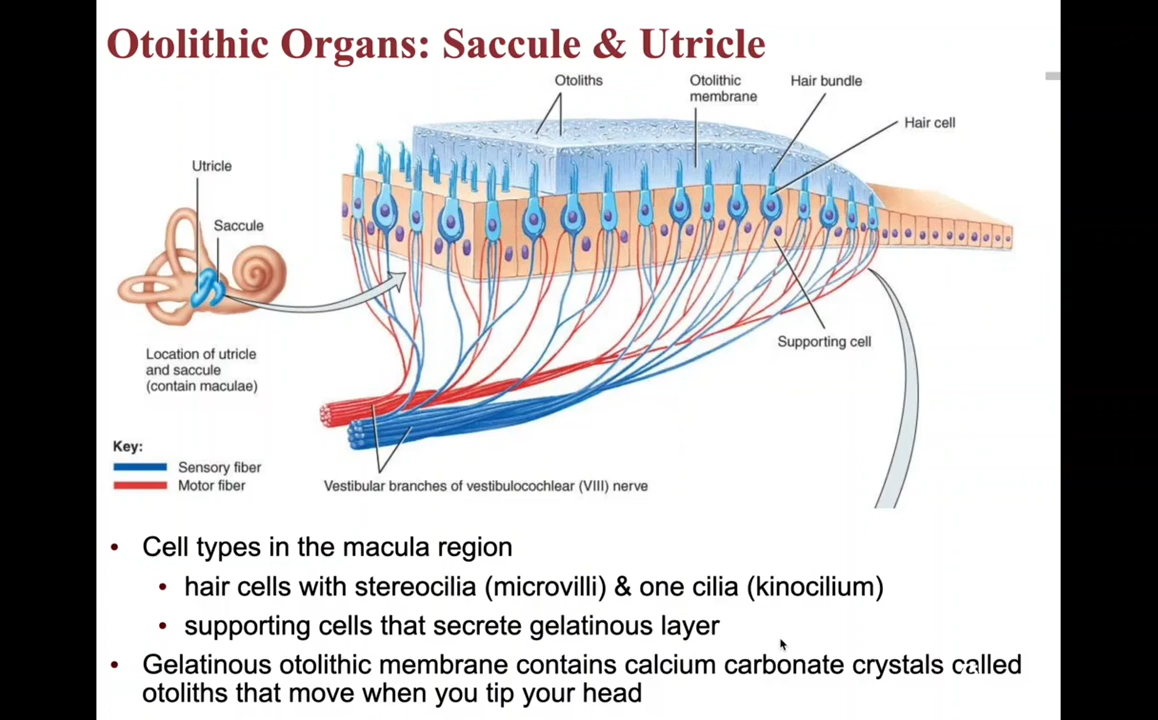 Otolithic Organs: Saccule & Utricle
Otoliths
Otolithic
membrane
Hair bundle
Hair cell
Utricle
Saccule
Supporting cell
Location of utricle
and saccule
(contain maculae)
Key:
Sensory fiber
Motor fiber
Vestibular branches of vestibulocochlear (VIII) nerve
• Cell types in the macula region
• hair cells with stereocilia (microvilli) & one cilia (kinocilium)
• supporting cells that secrete gelatinous layer
• Gelatinous otolithic membrane contains calcium carbonate crystals called
otoliths that move when you tip your head